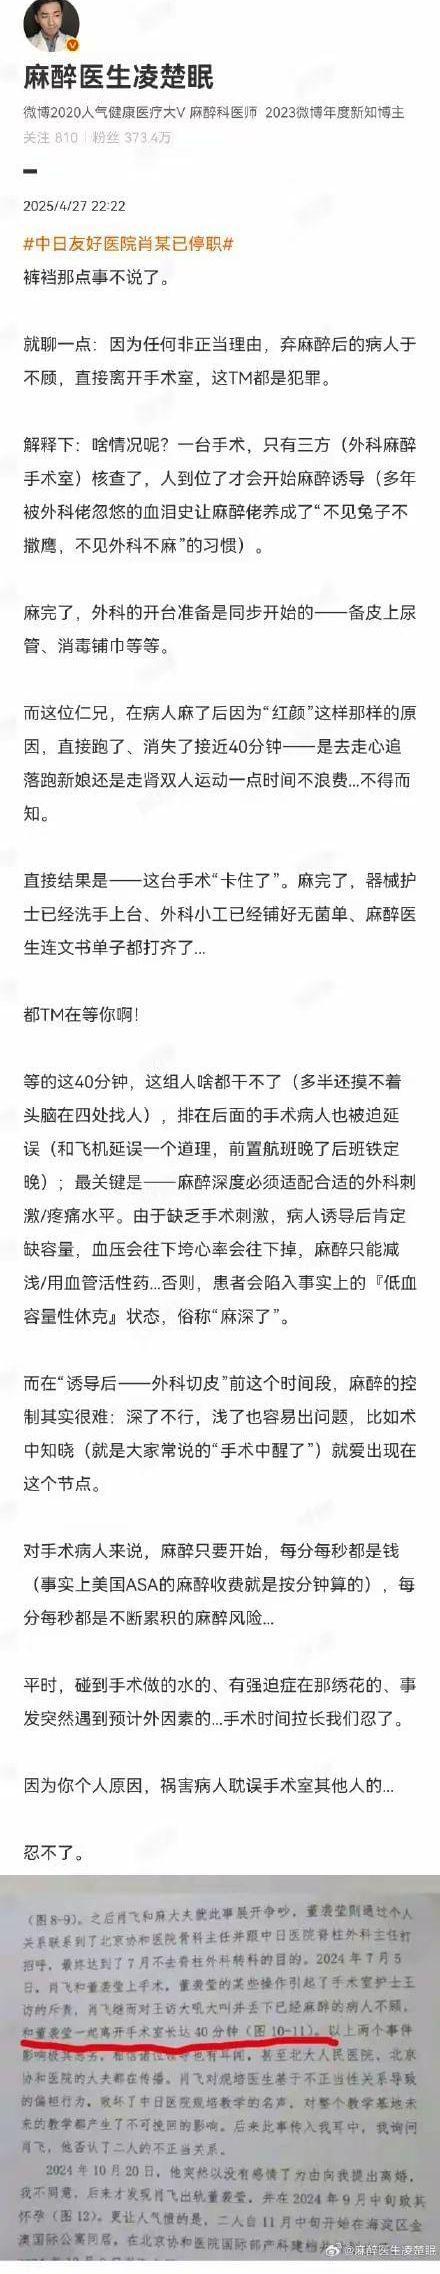 麻醉医生凌楚眠
微博2020人气健康医疗大V 麻醉科医师 2023微博年度新知博主
关注 810 | 粉丝 373.4万
2025/4/27 22:22
#中日友好医院肖某已停职#
裤裆那点事不说了。
就聊一点：因为任何非正当理由，弃麻醉后的病人于
不顾，直接离开手术室，这TM都是犯罪。
解释下：啥情况呢？一台手术，只有三方（外科麻醉
手术室）核查了，人到位了才会开始麻醉诱导（多年
被外科佬忽悠的血泪史让麻醉佬养成了“不见兔子不
撒鹰，不见外科不麻”的习惯）。
麻完了，外科的开台准备是同步开始的——备皮上尿
管、消毒铺巾等等。
而这位仁兄，在病人麻了后因为“红颜”这样那样的原
因，直接跑了、消失了接近40分钟——是去走心追
落跑新娘还是走肾双人运动一点时间不浪费...不得而
知。
直接结果是——这台手术“卡住了”。麻完了，器械护
士已经洗手上台、外科小工已经铺好无菌单、麻醉医
生连文书单子都打齐了...
都TM在等你啊！
等的这40分钟，这组人啥都干不了（多半还摸不着
头脑在四处找人），排在后面的手术病人也被迫延
误（和飞机延误一个道理，前置航班晚了后班铁定
晚）；最关键是——麻醉深度必须适配合适的外科刺
激/疼痛水平。由于缺乏手术刺激，病人诱导后肯定
缺容量，血压会往下垮心率会往下掉，麻醉只能减
浅/用血管活性药...否则，患者会陷入事实上的『低血
容量性休克』状态，俗称“麻深了”。
而在“诱导后——外科切皮”前这个时间段，麻醉的控
制其实很难：深了不行，浅了也容易出问题，比如术
中知晓（就是大家常说的“手术中醒了”）就爱出现在
这个节点。
对手术病人来说，麻醉只要开始，每分每秒都是钱
（事实上美国ASA的麻醉收费就是按分钟算的），每
分每秒都是不断累积的麻醉风险...
平时，碰到手术做的水的、有强迫症在那绣花的、事
发突然遇到预计外因素的...手术时间拉长我们忍了。
因为你个人原因，祸害病人耽误手术室其他人的...
忍不了。
（图8-9）。之后肖飞和麻大夫就此事展开争吵，董袭莹则通过个人
关系联系到了北京协和医院骨科主任并跟中日医院脊柱外科主任打
招呼，最终达到了7月不去脊柱外科转科的目的。2024年7月5
日，肖飞和董袭莹上手术，董袭莹的某些操作引起了手术室护士王
访的斥责，肖飞继而对王访大吼大叫并丢下已经麻醉的病人不顾，
和董袭莹一起离开手术室长达40分钟（图10-11）。以上两个事件
影响极其恶劣，相信诸位领导也有耳闻，甚至北大人民医院、北京
协和医院的大夫都在传播。肖飞对规培医生基于不正当性关系导致
的偏袒行为，败坏了中日医院规培教学的名声，对整个教学基地未
来的教学都产生了不可挽回的影响。后来此事传入我耳中，我询问
肖飞，他否认了二人的不正当关系。
2024年10月20日，他突然以没有感情了为由向我提出离婚，
我不同意，后来才发现肖飞出轨董袭莹，并在2024年9月中旬致其
怀孕（图12）。更让人气愤的是，二人自11月中旬开始在海淀区金
澳国际公寓同居，在北京协和医院国际部产科建档并
@麻醉医生凌楚眠